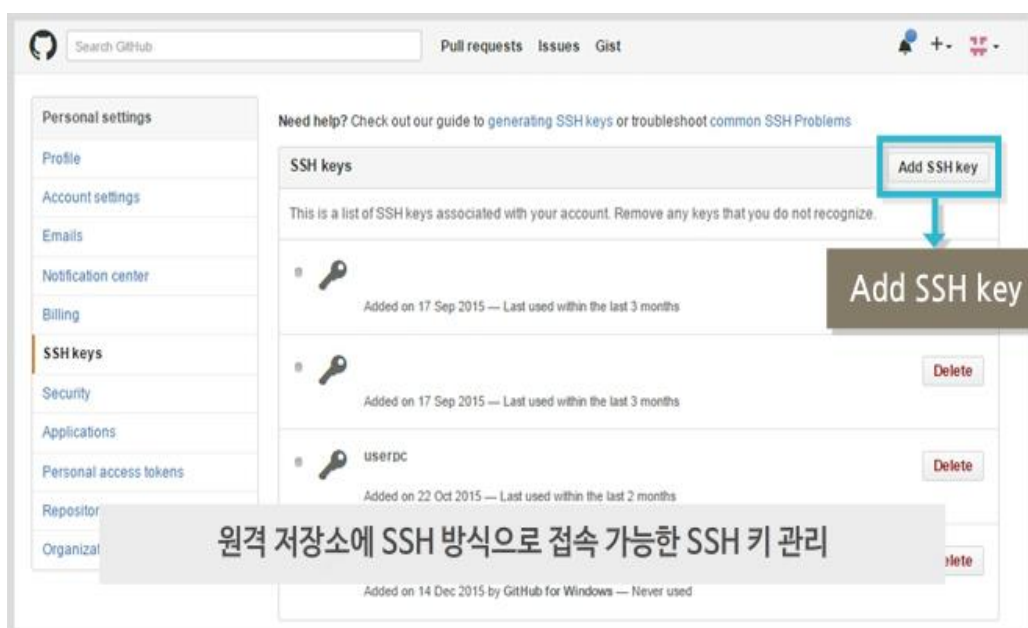 Search GitHub
Pull requests Issues Gist
Personal settings
Profile
Account settings
Emails
Notification center
Billing
SSH keys
Security
Applications
Personal access tokens
Need help? Check out our guide to generating SSH keys or troubleshoot common SSH Problems
SSH keys
Add SSH key
This is a list of SSH keys associated with your account. Remove any keys that you do not recognize.
Add SSH key
Added on 17 Sep 2015 — Last used within the last 3 months
Delete
Added on 17 Sep 2015 — Last used within the last 3 months
userpc
Delete
Added on 22 Oct 2015 — Last used within the last 2 months
원격 저장소에 SSH 방식으로 접속 가능한 SSH 키 관리
Added on 14 Dec 2015 by GitHub for Windows — Never used